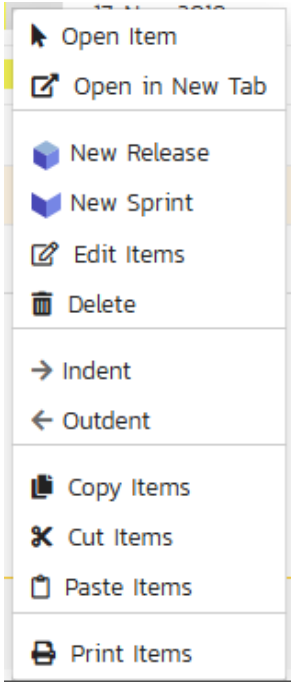 Open Item
Open in New Tab
New Release
New Sprint
Edit Items
Delete
Indent
Outdent
Copy Items
Cut Items
Paste Items
Print Items